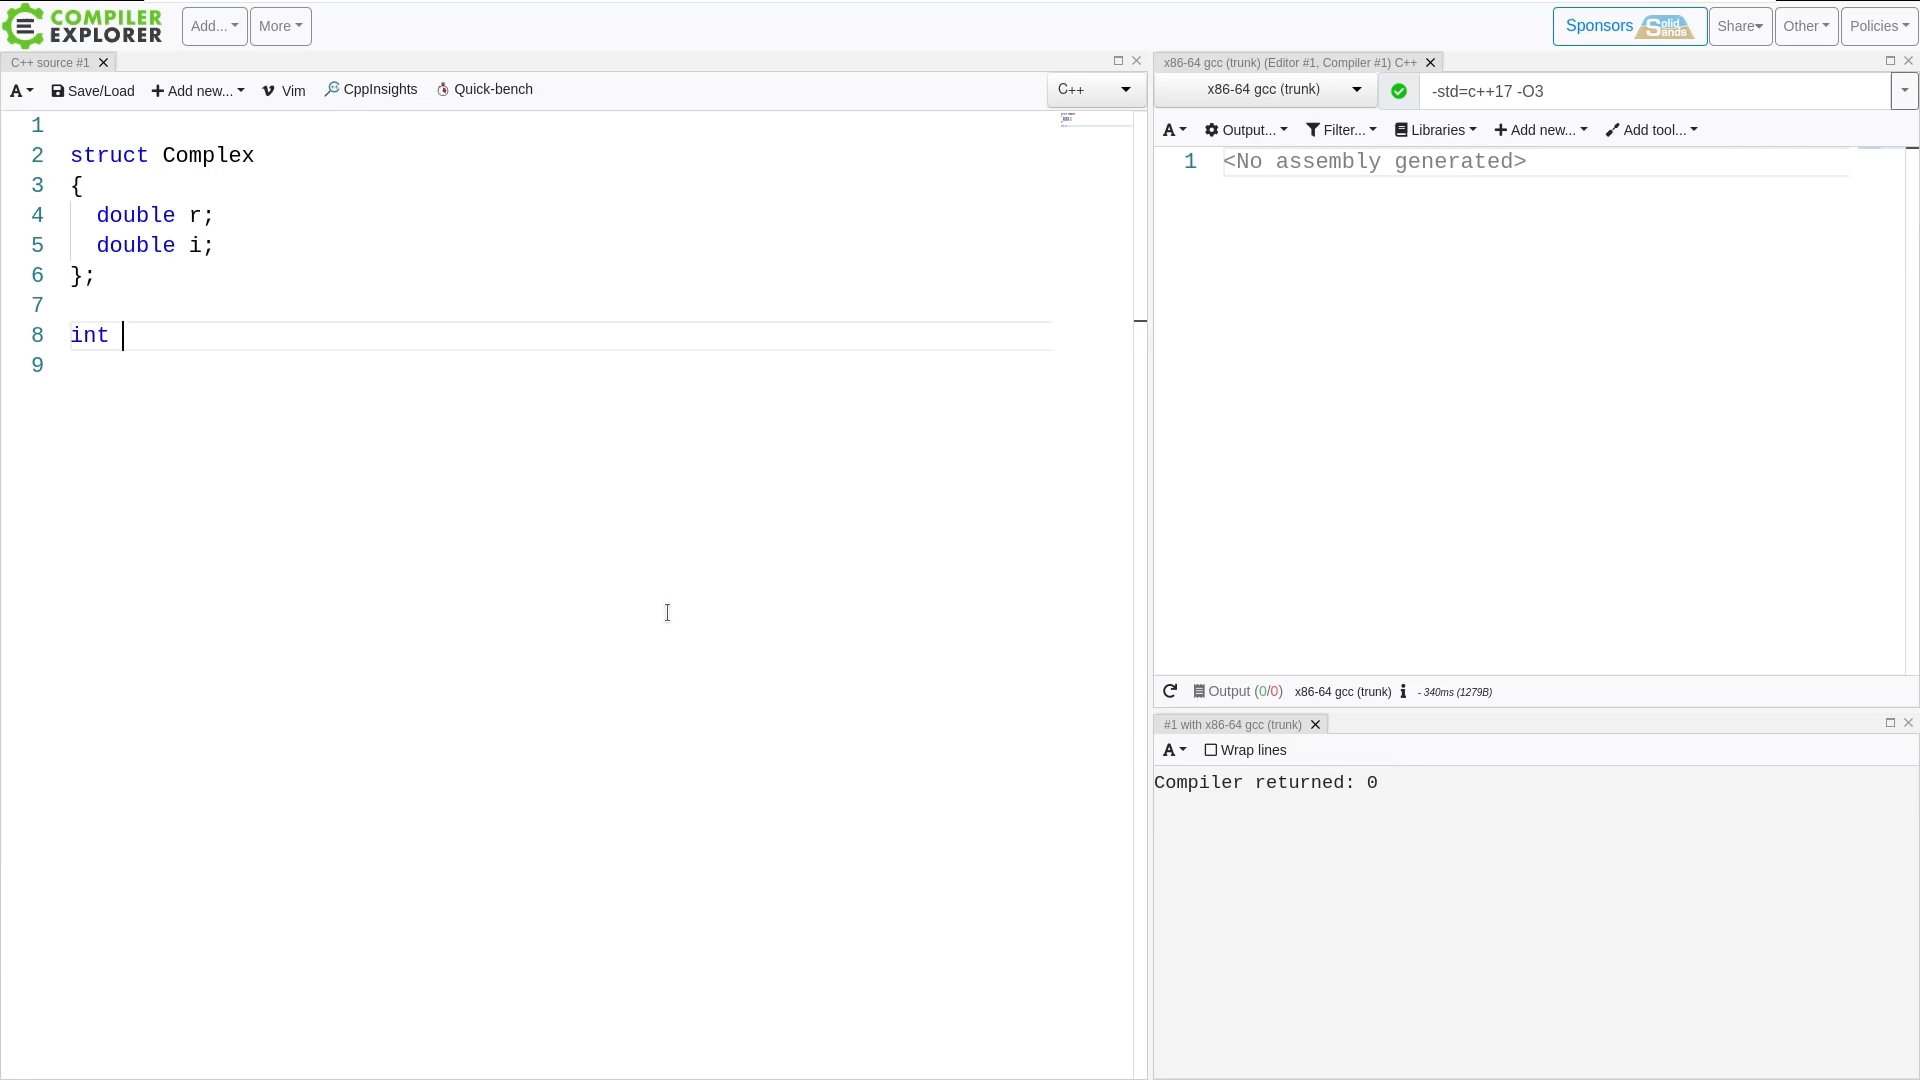 COMPILER
EXPLORER
Add...
More
Sponsors
Solid
Sands
Share
Other
Policies
C++ source #1
A
Save/Load
Add new...
Vim
CppInsights
Quick-bench
C++
1
2 struct Complex
3 {
4 double r;
5 double i;
6 };
7
8 int
9
x86-64 gcc (trunk) (Editor #1, Compiler #1) C++
x86-64 gcc (trunk)
-std=c++17 -O3
A
Output...
Filter...
Libraries
Add new...
Add tool...
1 <No assembly generated>
Output (0/0) x86-64 gcc (trunk) i - 340ms (1279B)
#1 with x86-64 gcc (trunk)
A
Wrap lines
Compiler returned: 0